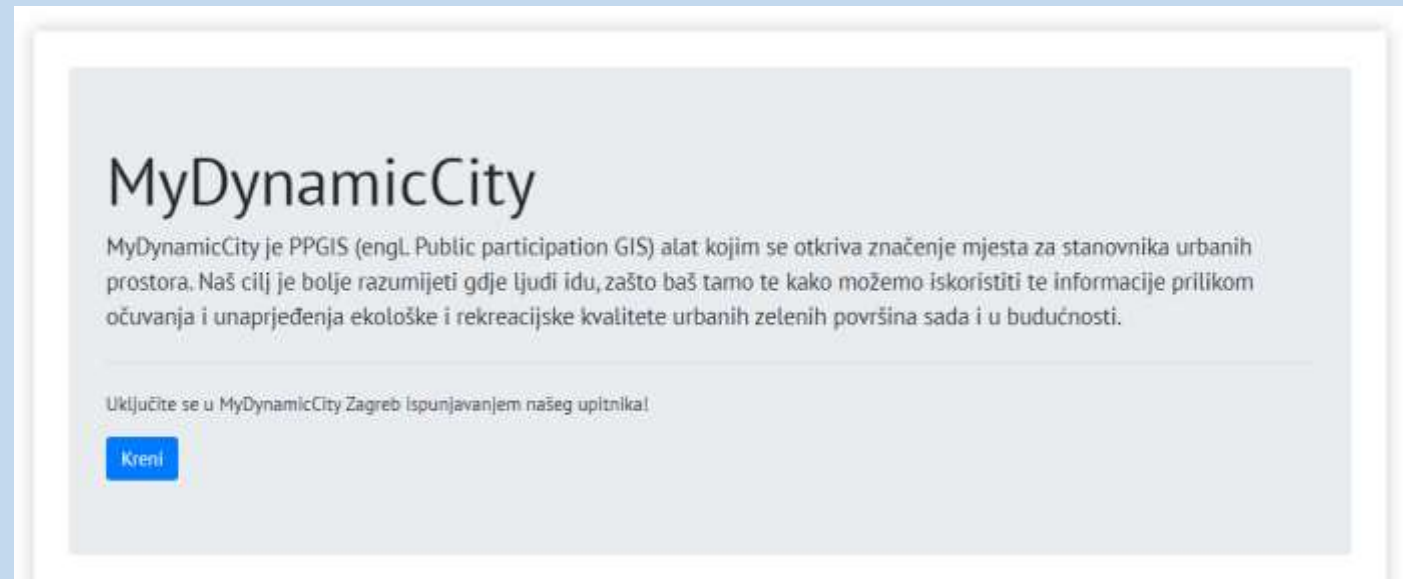 MyDynamicCity
MyDynamicCity je PPGIS (engl. Public participation GIS) alat kojim se otkriva značenje mjesta za stanovnika urbanih
prostora. Naš cilj je bolje razumijeti gdje ljudi idu, zašto baš tamo te kako možemo iskoristiti te informacije prilikom
očuvanja i unaprjeđenja ekološke i rekreacijske kvalitete urbanih zelenih površina sada i u budućnosti.
Uključite se u MyDynamicCity Zagreb ispunjavanjem našeg upitnika!
Kreni